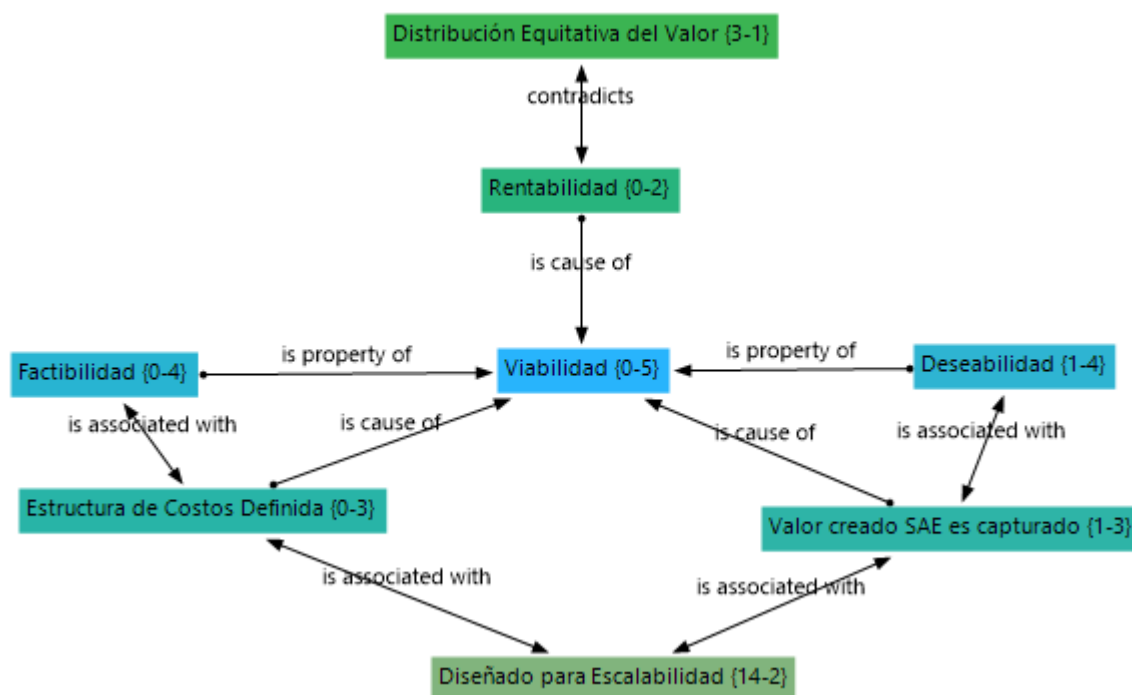 Distribución Equitativa del Valor {3-1}
contradicts
Rentabilidad {0-2}
is cause of
Factibilidad {0-4}
is property of
Viabilidad {0-5}
is property of
Deseabilidad {1-4}
is associated with
is cause of
is cause of
is associated with
Estructura de Costos Definida {0-3}
Valor creado SAE es capturado {1-3}
is associated with
is associated with
Diseñado para Escalabilidad {14-2}